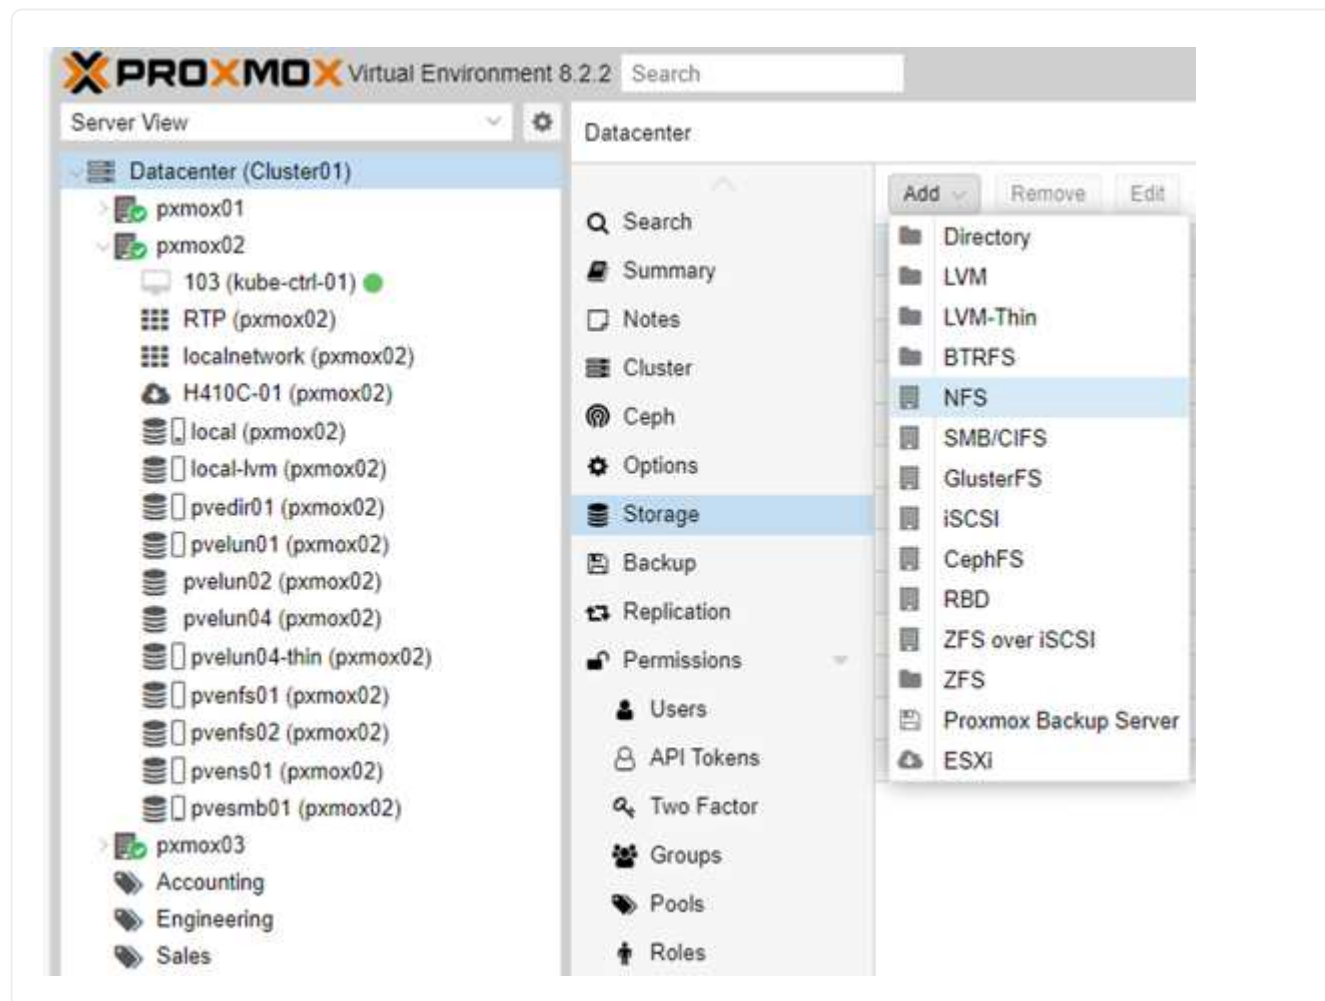 PROXMOX Virtual Environment 8.2.2 Search
Server View
Datacenter (Cluster01)
pxmox01
pxmox02
103 (kube-ctrl-01)
RTP (pxmox02)
localnetwork (pxmox02)
H410C-01 (pxmox02)
local (pxmox02)
local-lvm (pxmox02)
pvedir01 (pxmox02)
pvelun01 (pxmox02)
pvelun02 (pxmox02)
pvelun04 (pxmox02)
pvelun04-thin (pxmox02)
pvenfs01 (pxmox02)
pvenfs02 (pxmox02)
pvens01 (pxmox02)
pvesmb01 (pxmox02)
pxmox03
Accounting
Engineering
Sales
Datacenter
Search
Summary
Notes
Cluster
Ceph
Options
Storage
Backup
Replication
Permissions
Users
API Tokens
Two Factor
Groups
Pools
Roles
Add Remove Edit
Directory
LVM
LVM-Thin
BTRFS
NFS
SMB/CIFS
GlusterFS
iSCSI
CephFS
RBD
ZFS over iSCSI
ZFS
Proxmox Backup Server
ESXi